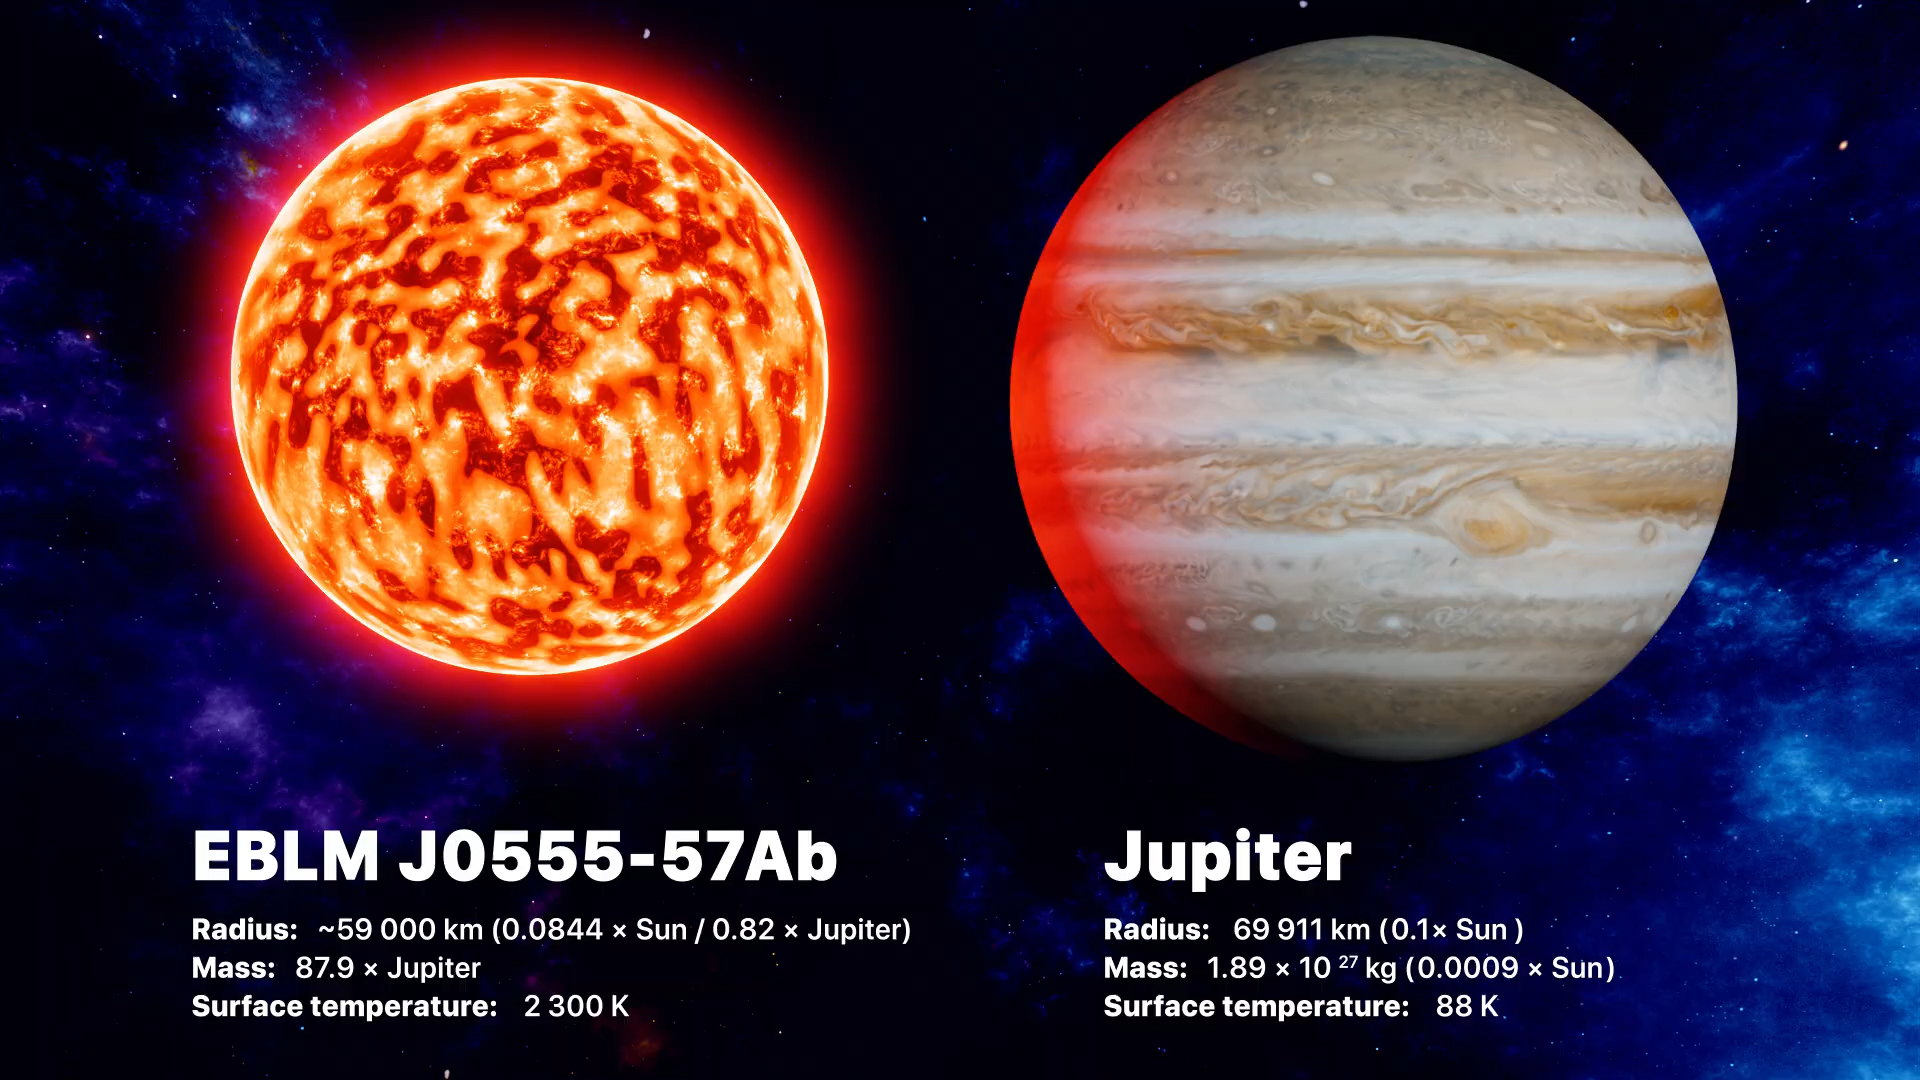 EBLM J0555-57Ab
Radius: ~59 000 km (0.0844 × Sun / 0.82 × Jupiter)
Mass: 87.9 × Jupiter
Surface temperature: 2 300 K
Jupiter
Radius: 69 911 km (0.1× Sun )
Mass: 1.89 × 10 ²⁷ kg (0.0009 × Sun)
Surface temperature: 88 K